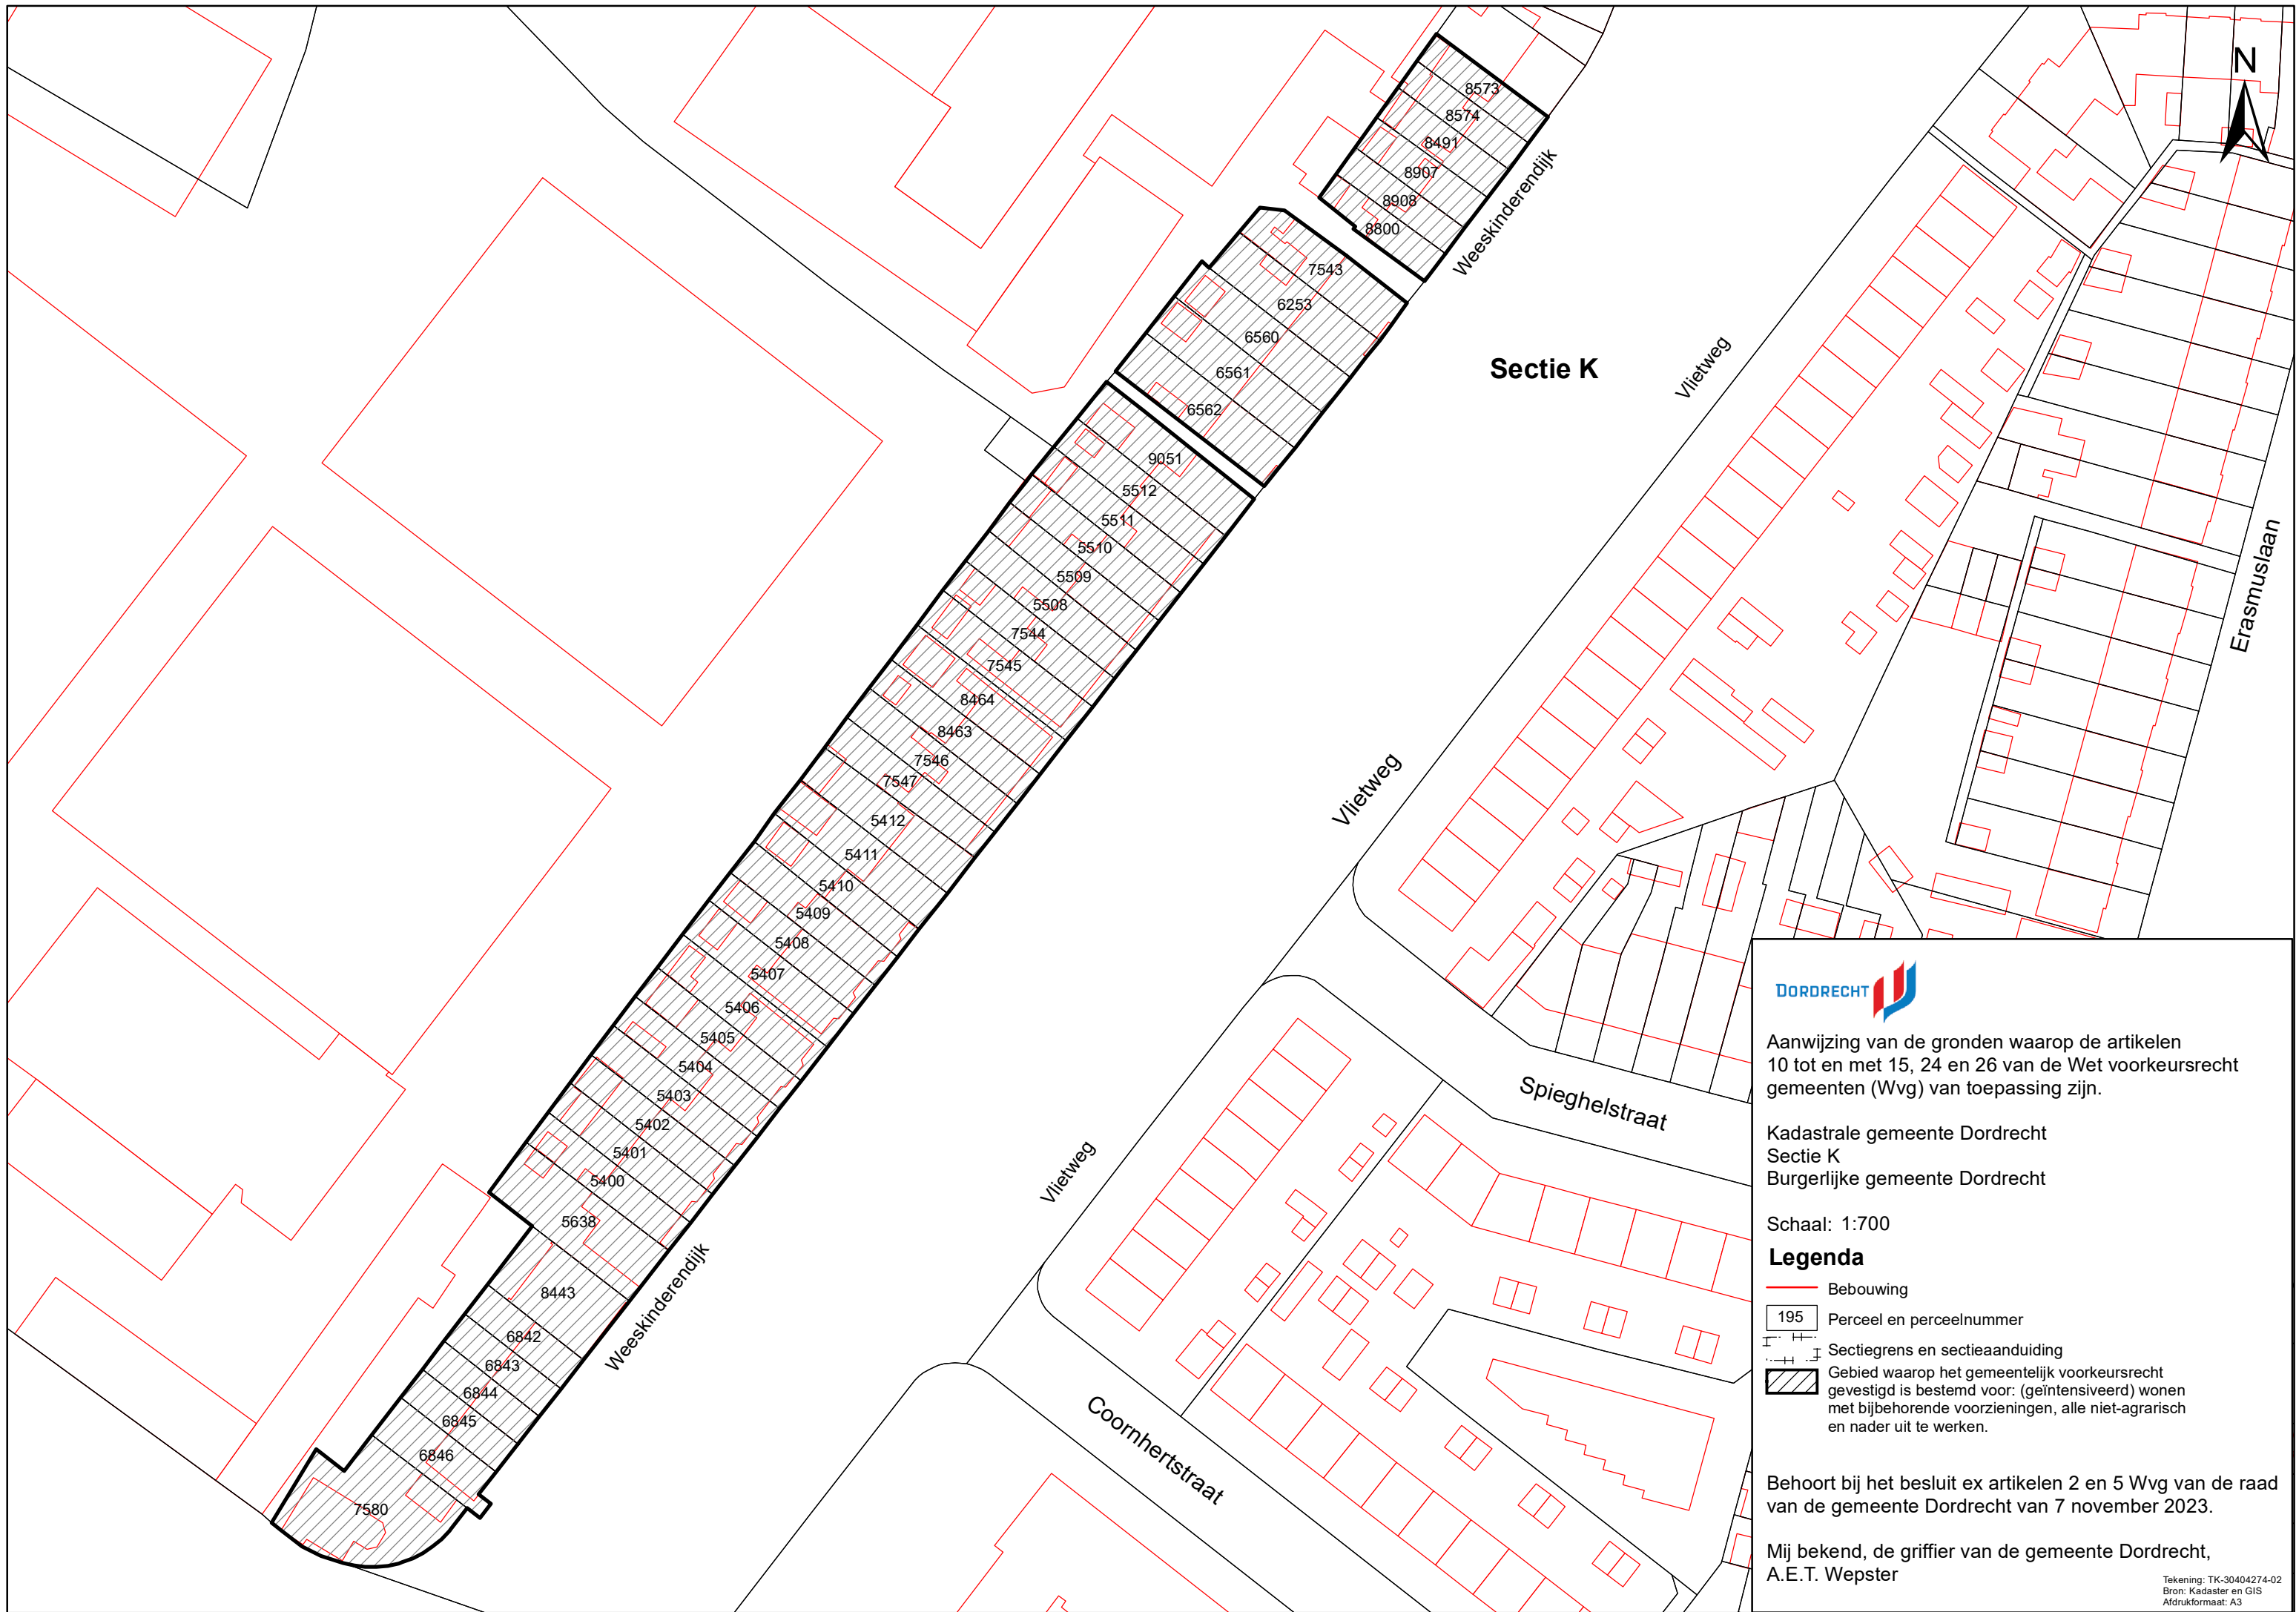 N
8573
8574
8491
8907
8908
8800
Weeskinderendijk
7543
6253
6560
6561
6562
Sectie K
Vlietweg
9051
5512
5511
5510
5509
5508
7544
7545
8464
8463
7546
7547
5412
5411
5410
5409
5408
5407
5406
5405
5404
5403
5402
5401
5400
5638
8443
6842
6843
6844
6845
6846
7580
Weeskinderendijk
Vlietweg
Vlietweg
Erasmuslaan
Spieghelstraat
Coornhertstraat
DORDRECHT
Aanwijzing van de gronden waarop de artikelen
10 tot en met 15, 24 en 26 van de Wet voorkeursrecht
gemeenten (Wvg) van toepassing zijn.
Kadastrale gemeente Dordrecht
Sectie K
Burgerlijke gemeente Dordrecht
Schaal: 1:700
Legenda
Bebouwing
195 Perceel en perceelnummer
Sectiegrens en sectieaanduiding
Gebied waarop het gemeentelijk voorkeursrecht
gevestigd is bestemd voor: (geïntensiveerd) wonen
met bijbehorende voorzieningen, alle niet-agrarisch
en nader uit te werken.
Behoort bij het besluit ex artikelen 2 en 5 Wvg van de raad
van de gemeente Dordrecht van 7 november 2023.
Mij bekend, de griffier van de gemeente Dordrecht,
A.E.T. Wepster
Tekening: TK-30404274-02
Bron: Kadaster en GIS
Afdrukformaat: A3